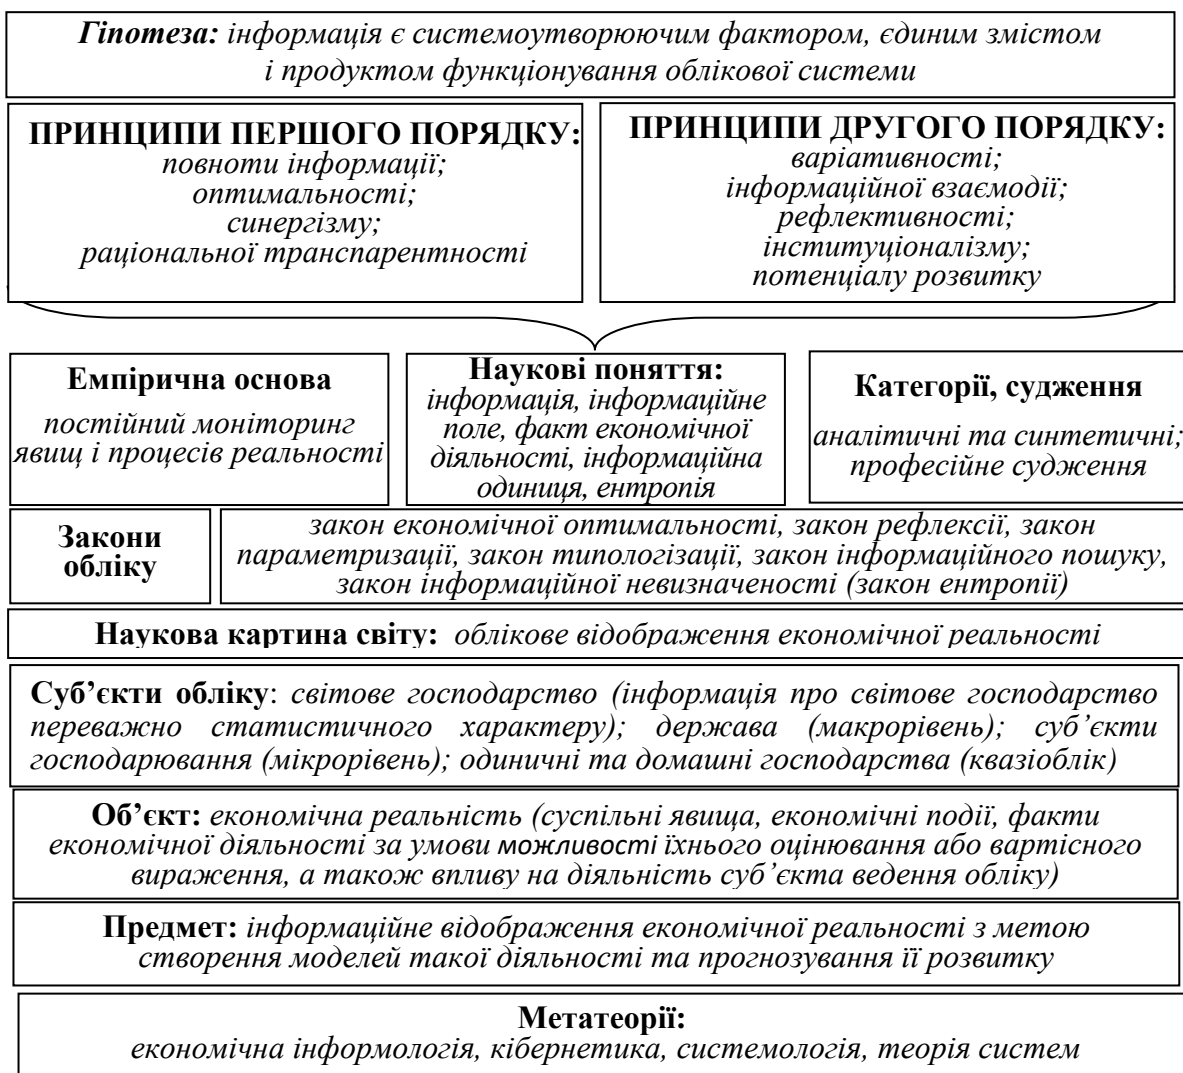 Гіпотеза: інформація є системоутворюючим фактором, єдиним змістом
і продуктом функціонування облікової системи
ПРИНЦИПИ ПЕРШОГО ПОРЯДКУ:
повноти інформації;
оптимальності;
синергізму;
раціональної транспарентності
ПРИНЦИПИ ДРУГОГО ПОРЯДКУ:
варіативності;
інформаційної взаємодії;
рефлективності;
інституціоналізму;
потенціалу розвитку
Емпірична основа
постійний моніторинг
явищ і процесів реальності
Наукові поняття:
інформація, інформаційне
поле, факт економічної
діяльності, інформаційна
одиниця, ентропія
Категорії, судження
аналітичні та синтетичні;
професійне судження
Закони
обліку
закон економічної оптимальності, закон рефлексії, закон
параметризації, закон типологізації, закон інформаційного пошуку,
закон інформаційної невизначеності (закон ентропії)
Наукова картина світу: облікове відображення економічної реальності
Суб’єкти обліку: світове господарство (інформація про світове господарство
переважно статистичного характеру); держава (макрорівень); суб’єкти
господарювання (мікрорівень); одиничні та домашні господарства (квазіоблік)
Об’єкт: економічна реальність (суспільні явища, економічні події, факти
економічної діяльності за умови можливості їхнього оцінювання або вартісного
вираження, а також впливу на діяльність суб’єкта ведення обліку)
Предмет: інформаційне відображення економічної реальності з метою
створення моделей такої діяльності та прогнозування її розвитку
Метатеорії:
економічна інформологія, кібернетика, системологія, теорія систем